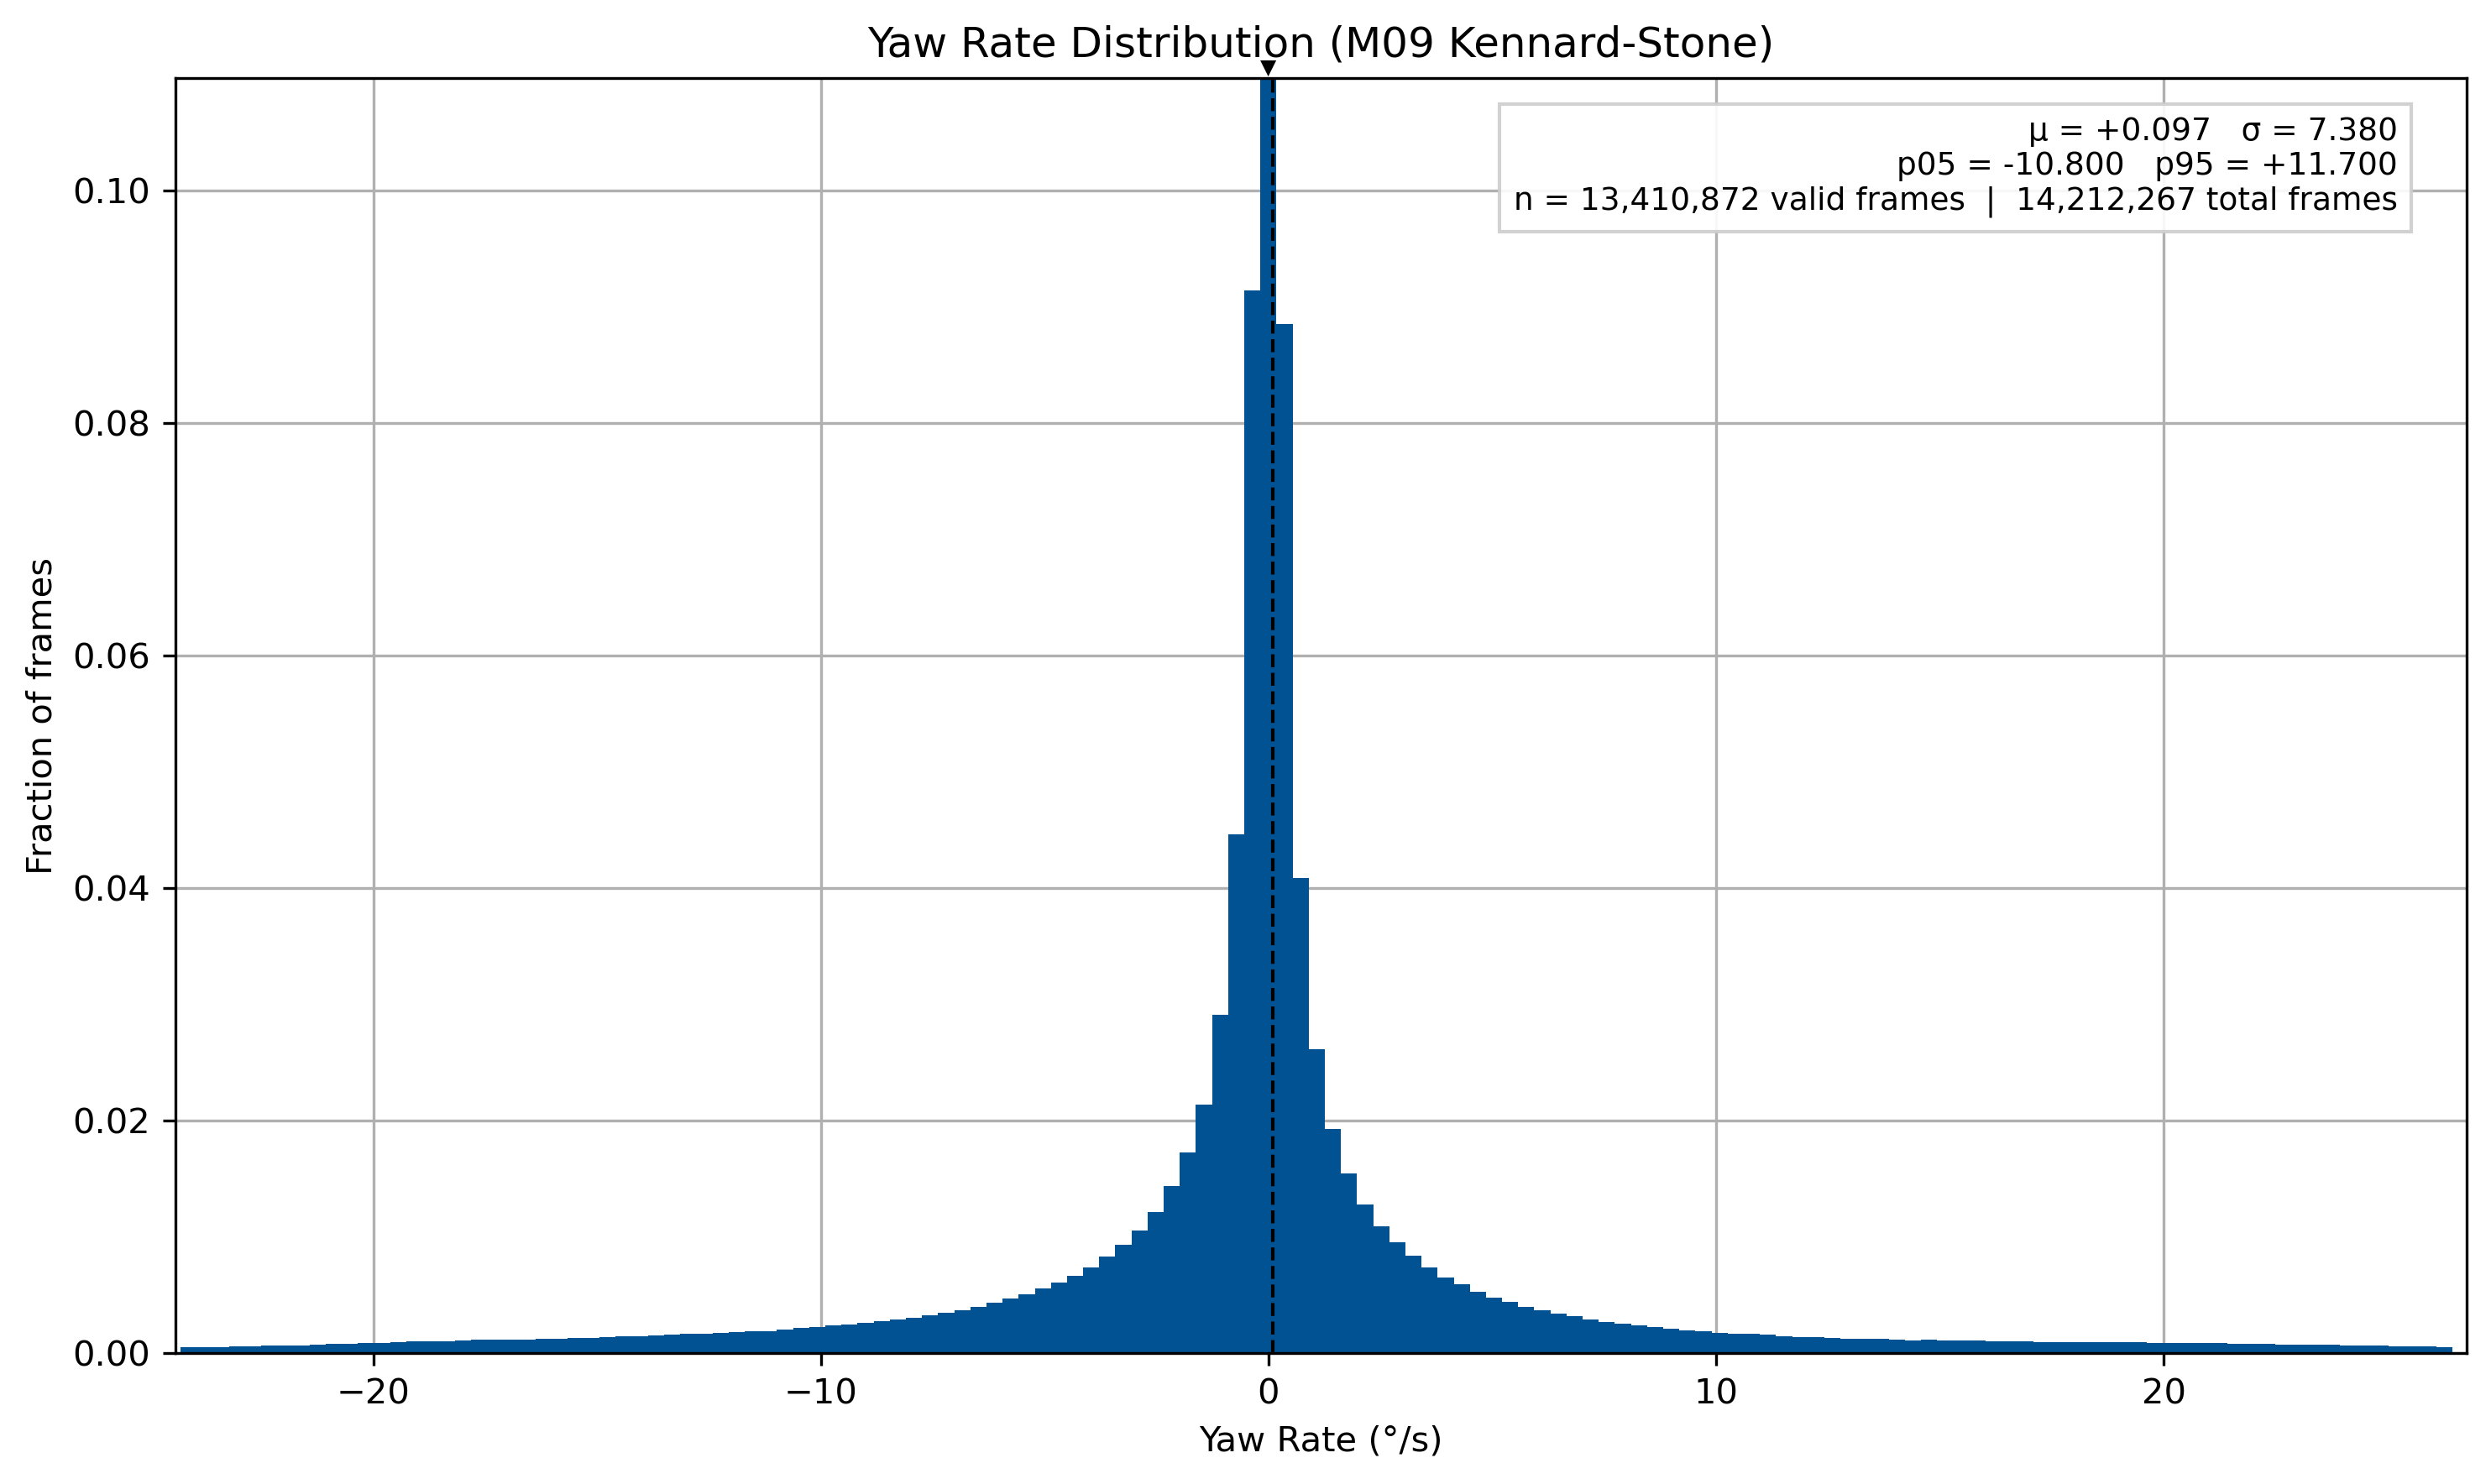 Yaw Rate Distribution (M09 Kennard-Stone)
μ = +0.097   σ = 7.380
p05 = -10.800   p95 = +11.700
n = 13,410,872 valid frames  |  14,212,267 total frames
Fraction of frames
0.10
0.08
0.06
0.04
0.02
0.00
−20
−10
0
10
20
Yaw Rate (°/s)